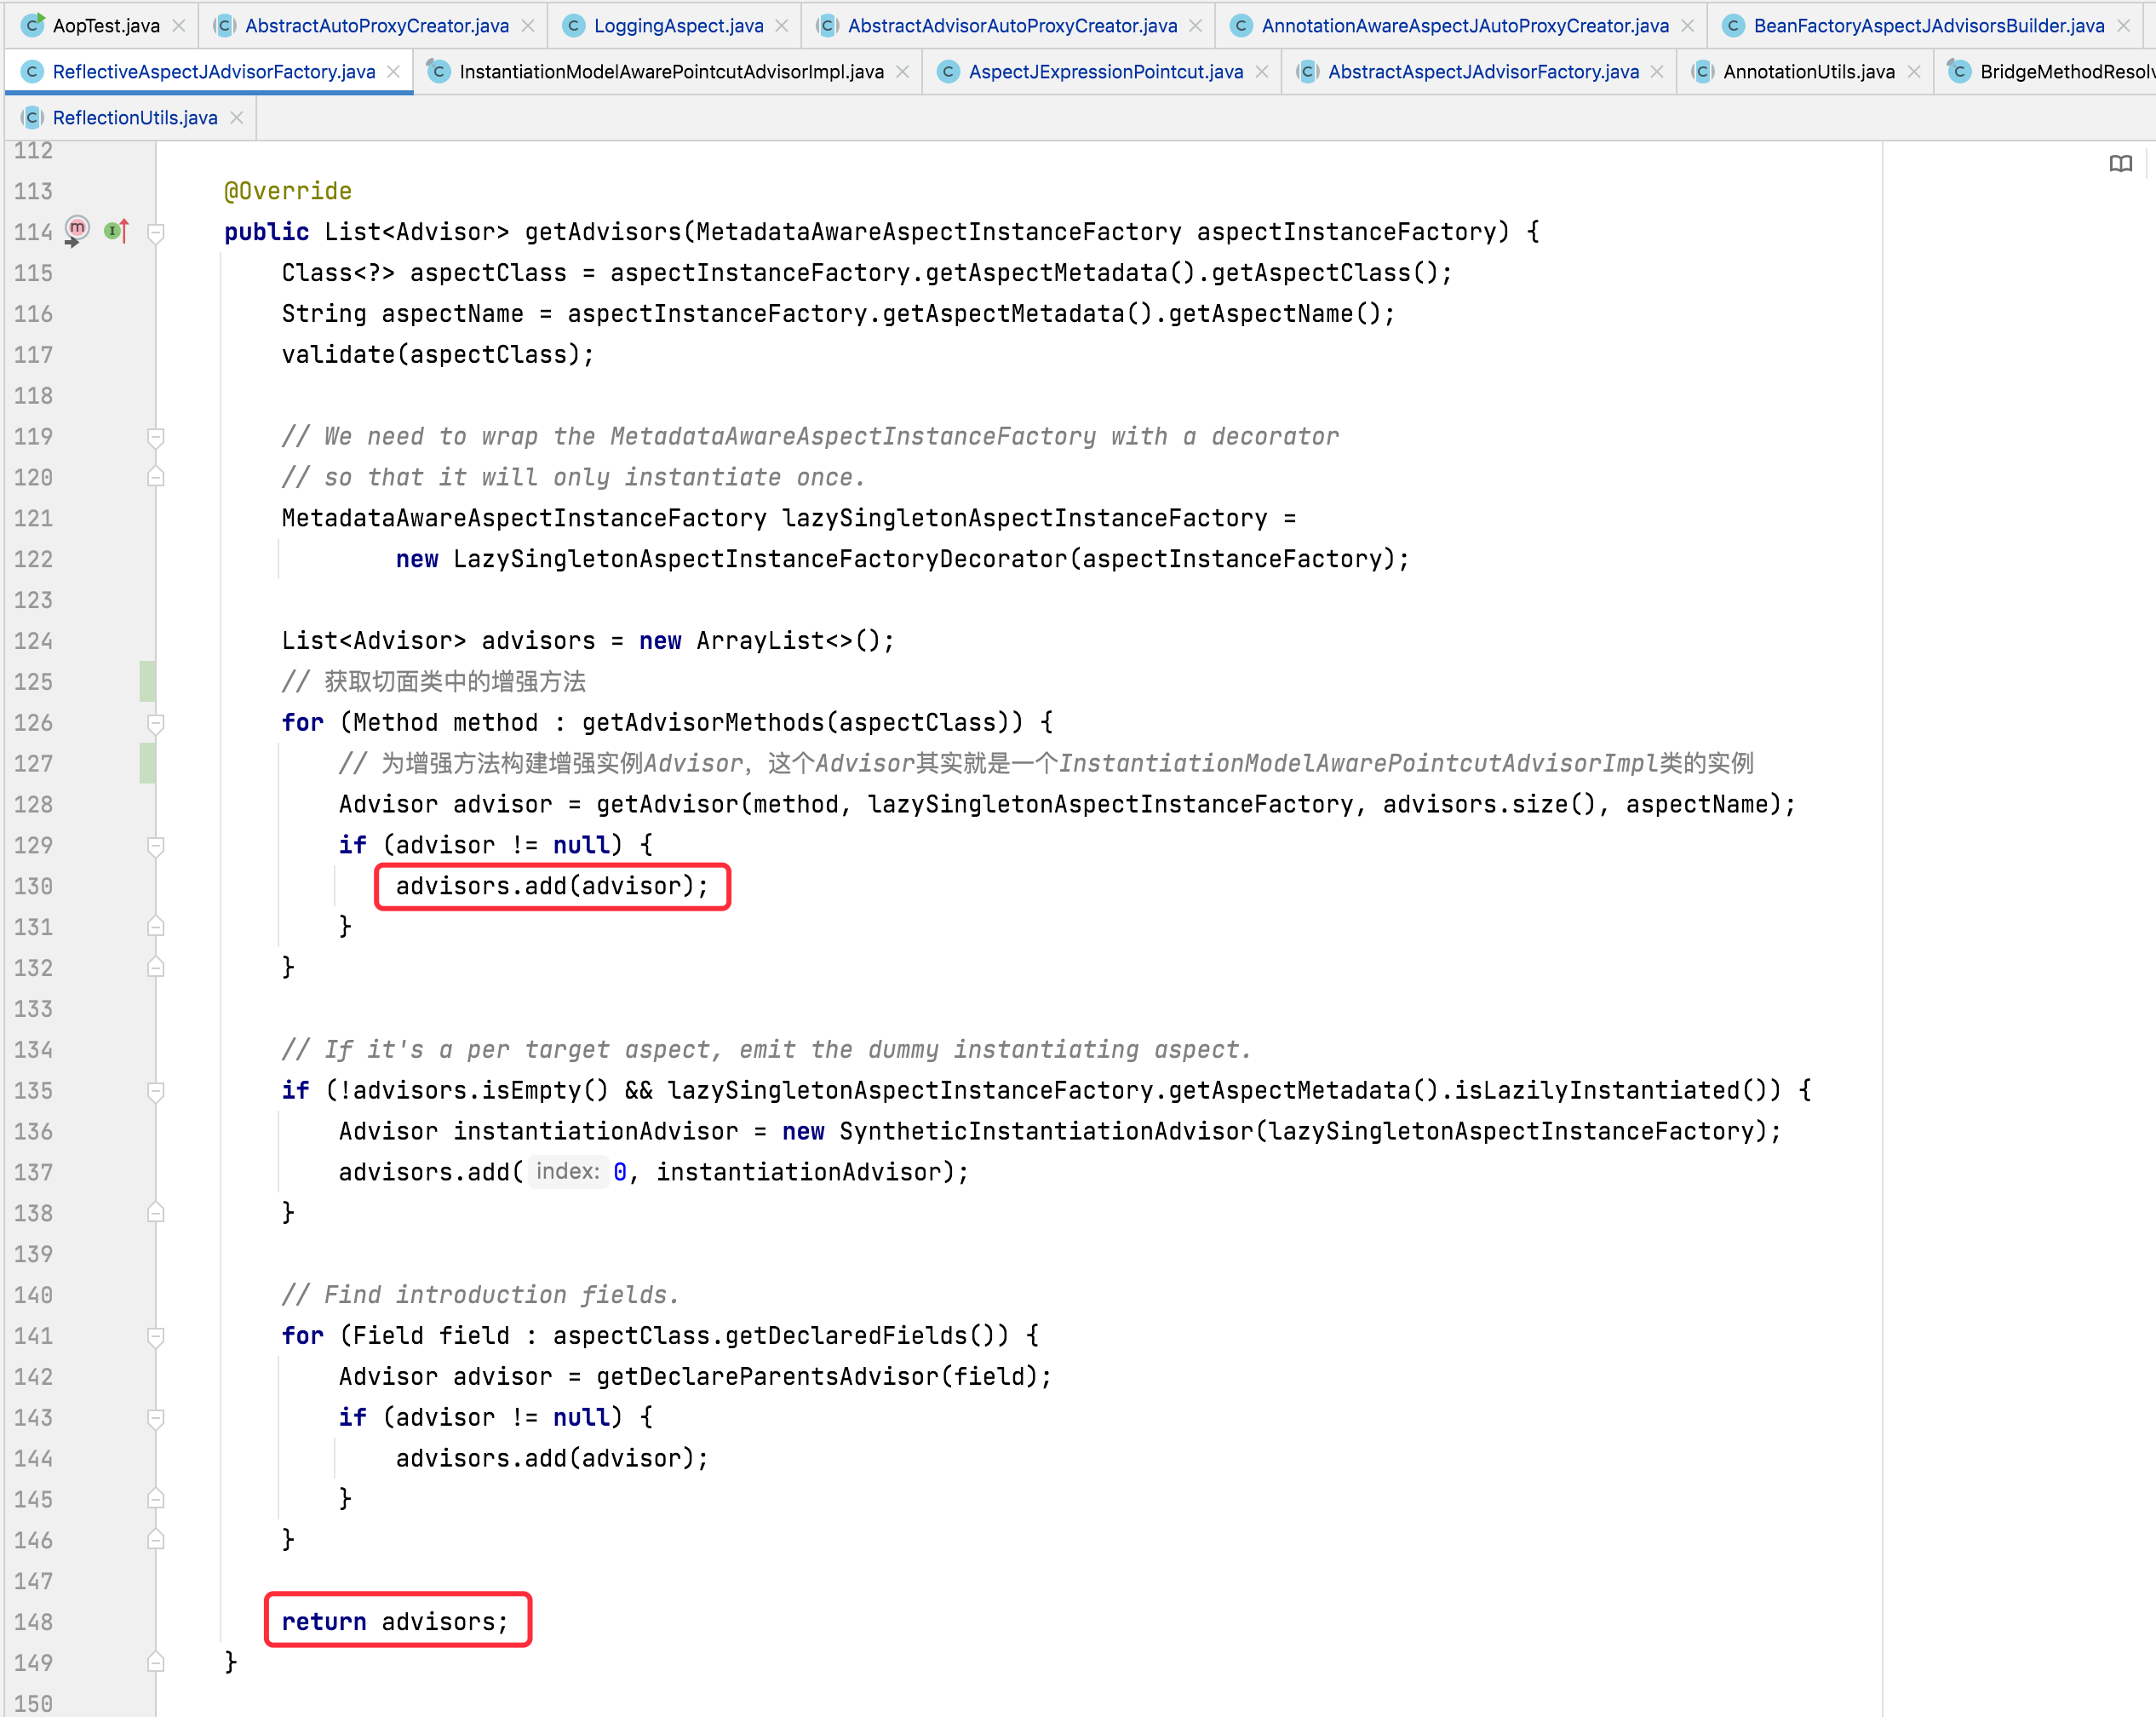 AopTest.java AbstractAutoProxyCreator.java LoggingAspect.java AbstractAdvisorAutoProxyCreator.java AnnotationAwareAspectJAutoProxyCreator.java BeanFactoryAspectJAdvisorsBuilder.java
ReflectiveAspectJAdvisorFactory.java InstantiationModelAwarePointcutAdvisorImpl.java AspectJExpressionPointcut.java AbstractAspectJAdvisorFactory.java AnnotationUtils.java BridgeMethodResolv
ReflectionUtils.java
112
113 @Override
114 public List<Advisor> getAdvisors(MetadataAwareAspectInstanceFactory aspectInstanceFactory) {
115 Class<?> aspectClass = aspectInstanceFactory.getAspectMetadata().getAspectClass();
116 String aspectName = aspectInstanceFactory.getAspectMetadata().getAspectName();
117 validate(aspectClass);
118
119 // We need to wrap the MetadataAwareAspectInstanceFactory with a decorator
120 // so that it will only instantiate once.
121 MetadataAwareAspectInstanceFactory lazySingletonAspectInstanceFactory =
122 new LazySingletonAspectInstanceFactoryDecorator(aspectInstanceFactory);
123
124 List<Advisor> advisors = new ArrayList<>();
125 // 获取切面类中的增强方法
126 for (Method method : getAdvisorMethods(aspectClass)) {
127 // 为增强方法构建增强实例Advisor，这个Advisor其实就是一个InstantiationModelAwarePointcutAdvisorImpl类的实例
128 Advisor advisor = getAdvisor(method, lazySingletonAspectInstanceFactory, advisors.size(), aspectName);
129 if (advisor != null) {
130 advisors.add(advisor);
131 }
132 }
133
134 // If it's a per target aspect, emit the dummy instantiating aspect.
135 if (!advisors.isEmpty() && lazySingletonAspectInstanceFactory.getAspectMetadata().isLazilyInstantiated()) {
136 Advisor instantiationAdvisor = new SyntheticInstantiationAdvisor(lazySingletonAspectInstanceFactory);
137 advisors.add( index: 0, instantiationAdvisor);
138 }
139
140 // Find introduction fields.
141 for (Field field : aspectClass.getDeclaredFields()) {
142 Advisor advisor = getDeclareParentsAdvisor(field);
143 if (advisor != null) {
144 advisors.add(advisor);
145 }
146 }
147
148 return advisors;
149 }
150